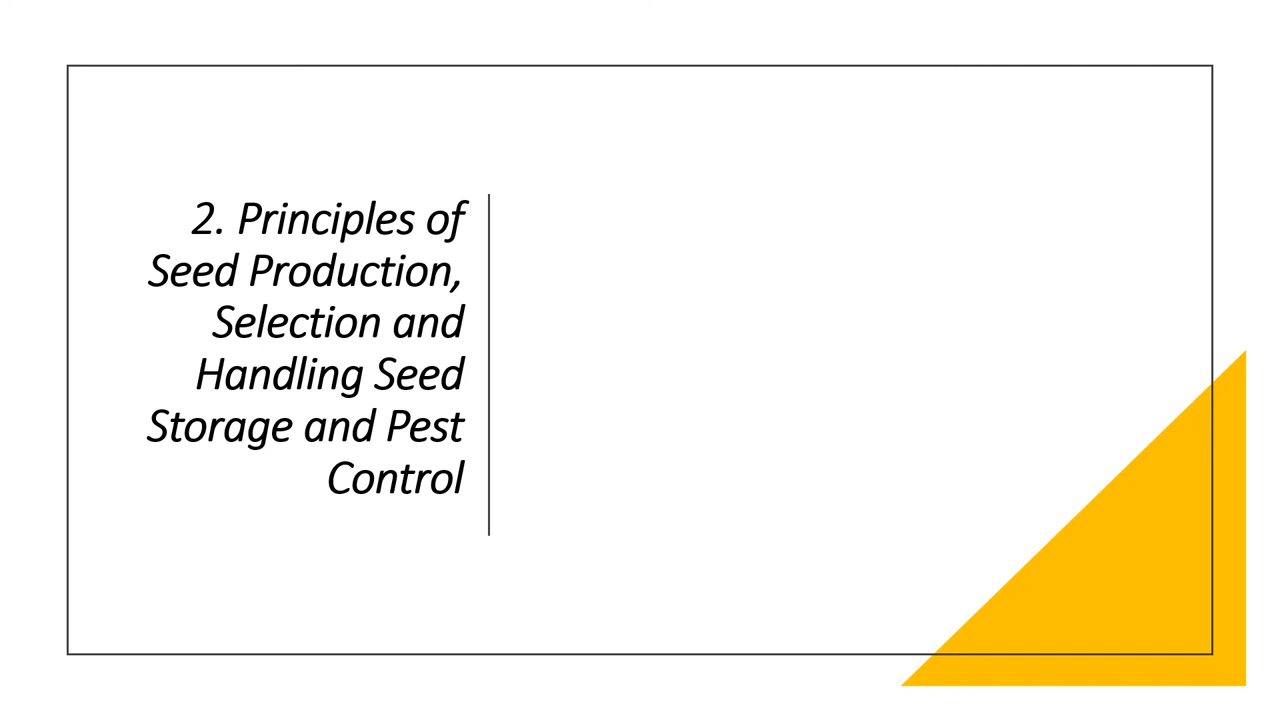 2. Principles of
Seed Production,
Selection and
Handling Seed
Storage and Pest
Control